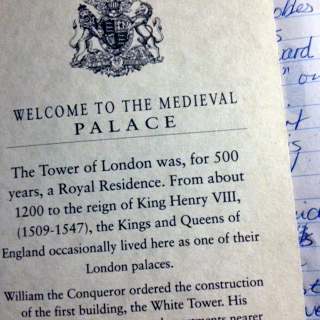 WELCOME TO THE MEDIEVAL
PALACE
The Tower of London was, for 500
years, a Royal Residence. From about
1200 to the reign of King Henry VIII,
(1509-1547), the Kings and Queens of
England occasionally lived here as one of their
London palaces.
William the Conqueror ordered the construction
of the first building, the White Tower. His
nearer